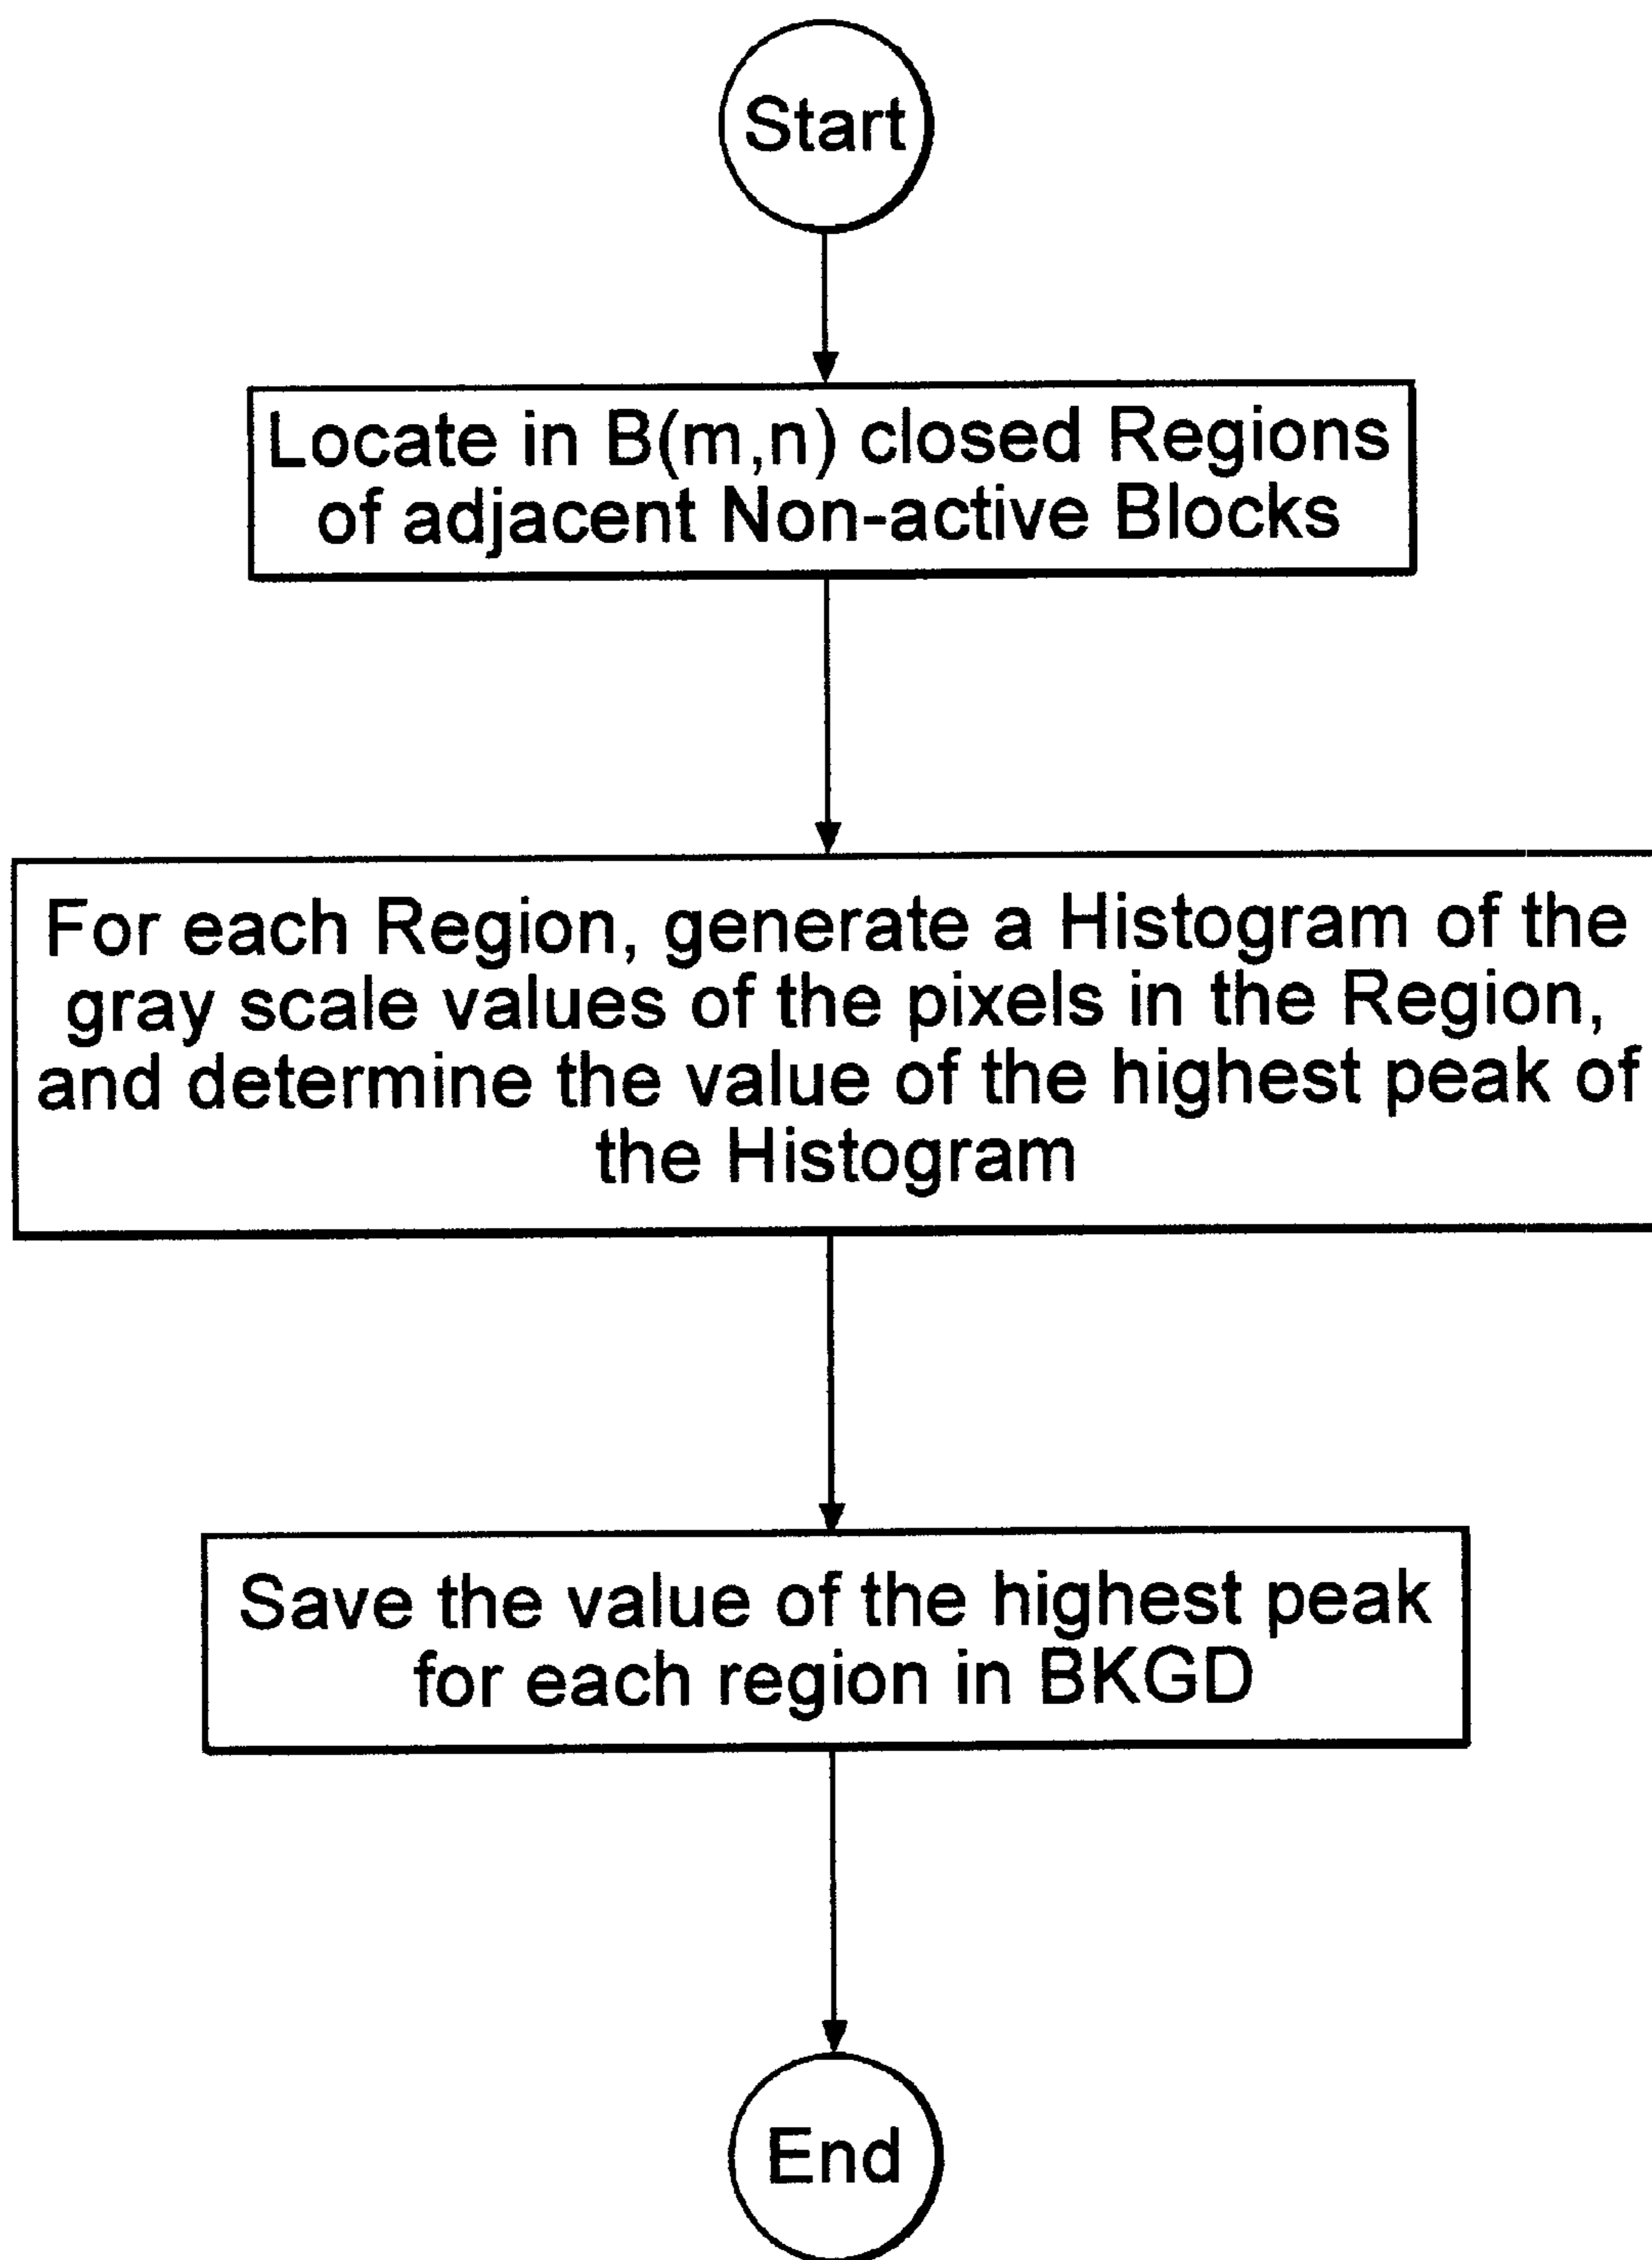 Start
Locate in B(m,n) closed Regions
of adjacent Non-active Blocks
For each Region, generate a Histogram of the
gray scale values of the pixels in the Region,
and determine the value of the highest peak of
the Histogram
Save the value of the highest peak
for each region in BKGD
End